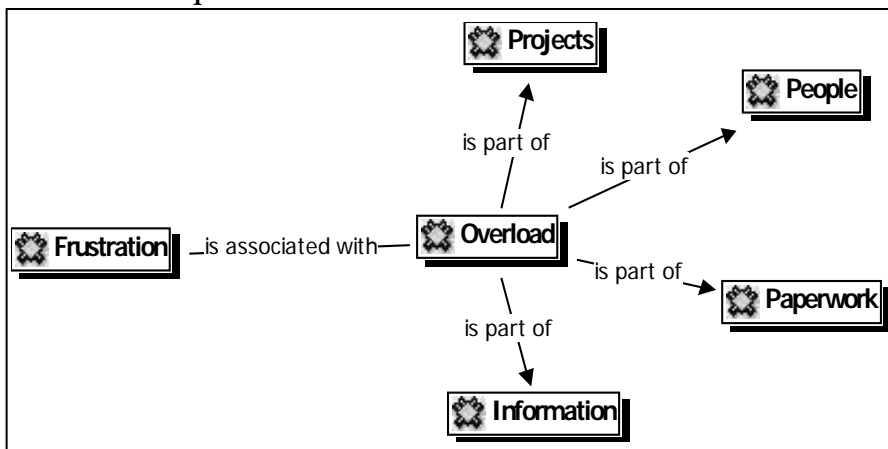 Projects
People
is part of
is part of
Frustration
is associated with
Overload
is part of
Paperwork
is part of
Information